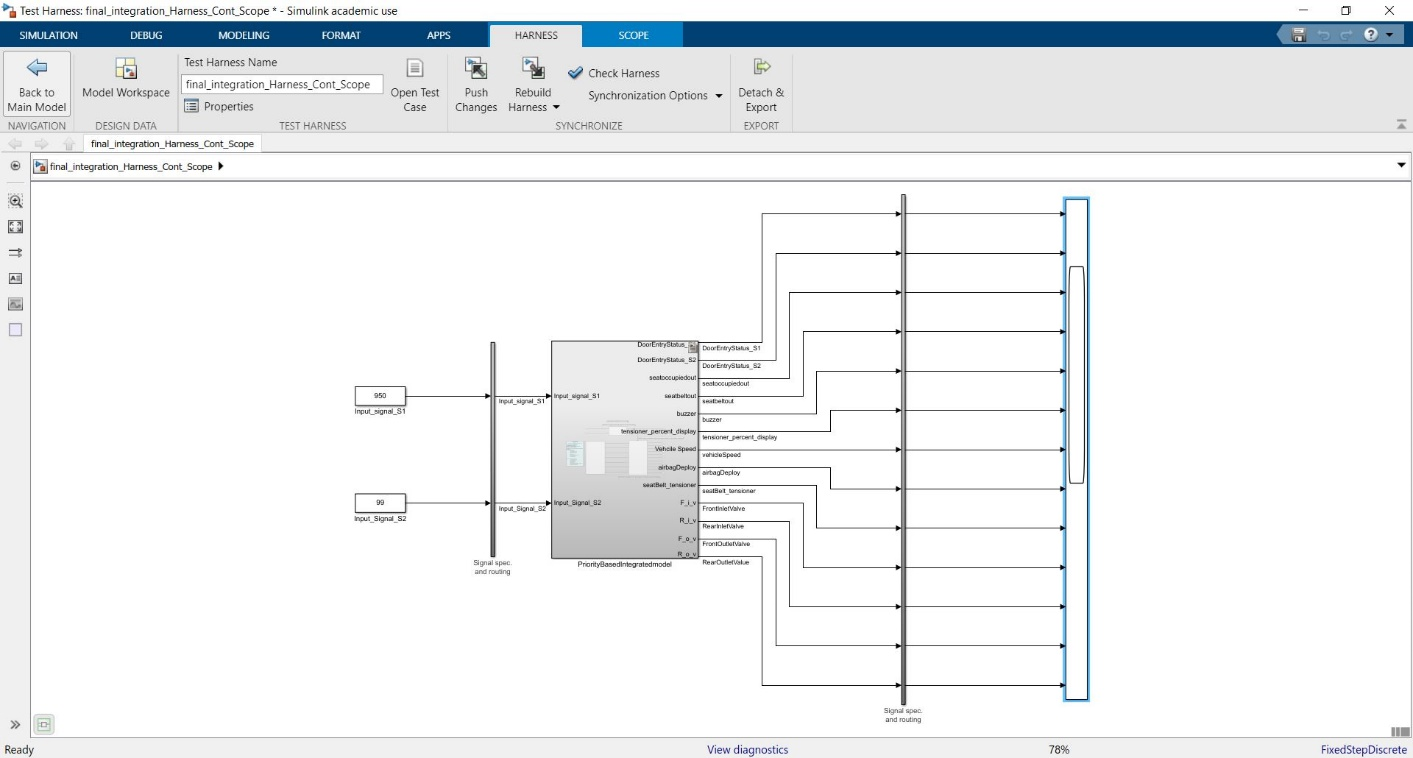 Test Harness: final_integration_Harness_Cont_Scope * - Simulink academic use
SIMULATION DEBUG MODELING FORMAT APPS HARNESS SCOPE
Back to
Main Model
NAVIGATION
Model Workspace
DESIGN DATA
Test Harness Name
final_integration_Harness_Cont_Scope
Properties
Open Test
Case
TEST HARNESS
Push
Changes
Rebuild
Harness
Check Harness
Synchronization Options
SYNCHRONIZE
Detach &
Export
EXPORT
final_integration_Harness_Cont_Scope
final_integration_Harness_Cont_Scope
950
Input_signal_S1
99
Input_Signal_S2
Signal spec.
and routing
Input_signal_S1
Input_Signal_S2
Input_signal_S1
Input_Signal_S2
DoorEntryStatus_
DoorEntryStatus_S2
seatoccupiedout
seatbeltout
buzzer
tensioner_percent_display
Vehcile Speed
airbagDeploy
seatBelt_tensioner
F_i_v
R_i_v
F_o_v
R_o_v
PriorityBasedIntegratedmodel
DoorEntryStatus_S1
DoorEntryStatus_S2
seatoccupiedout
seatbeltout
buzzer
tensioner_percent_display
vehicleSpeed
airbagDeploy
seatBelt_tensioner
FrontInletValve
RearInletValve
FrontOutletValve
RearOutletValue
Signal spec.
and routing
Ready
View diagnostics
78%
FixedStepDiscrete